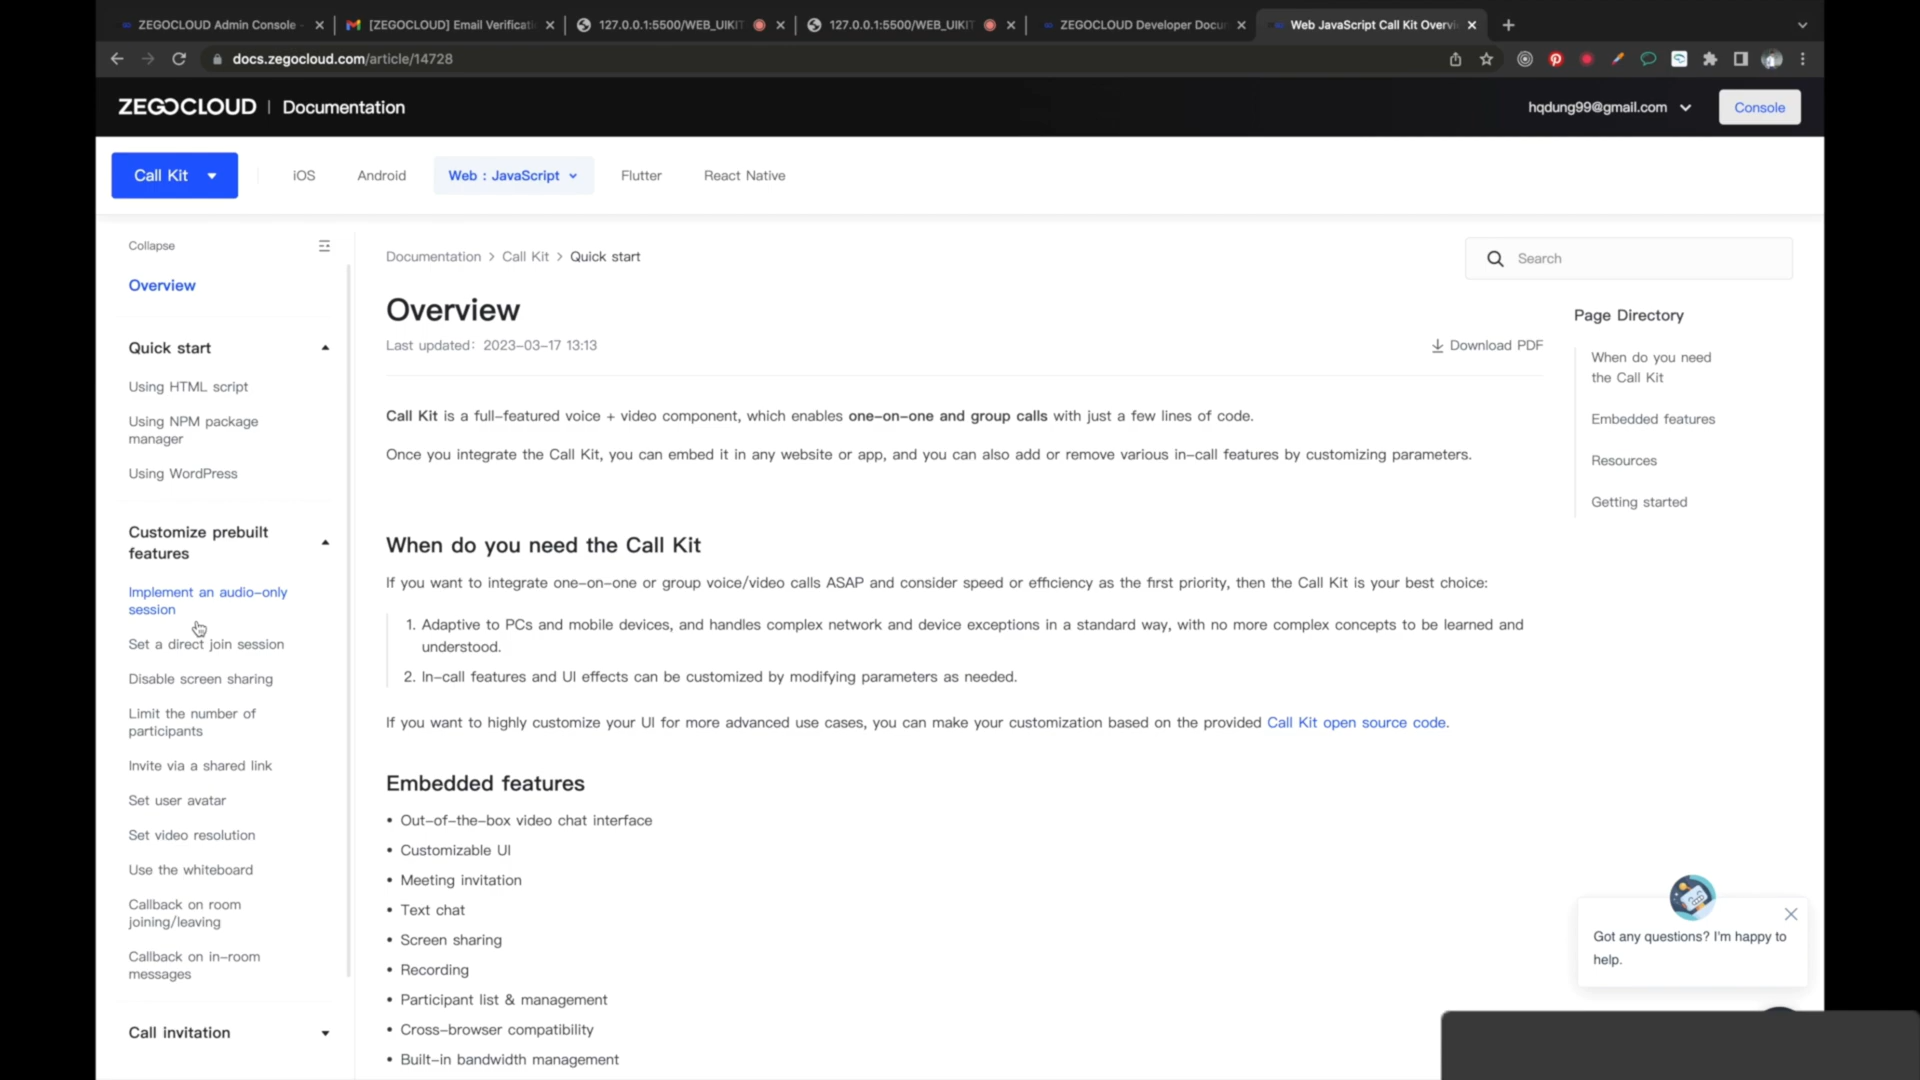 ZEGOCLOUD Admin Console
[ZEGOCLOUD] Email Verificati
127.0.0.1:5500/WEB_UIKIT
127.0.0.1:5500/WEB_UIKIT
ZEGOCLOUD Developer Docu
Web JavaScript Call Kit Overvi
docs.zegocloud.com/article/14728
ZEGOCLOUD | Documentation
hqdung99@gmail.com
Console
Call Kit
iOS
Android
Web : JavaScript
Flutter
React Native
Collapse
Overview
Quick start
Using HTML script
Using NPM package
manager
Using WordPress
Customize prebuilt
features
Implement an audio-only
session
Set a direct join session
Disable screen sharing
Limit the number of
participants
Invite via a shared link
Set user avatar
Set video resolution
Use the whiteboard
Callback on room
joining/leaving
Callback on in-room
messages
Call invitation
Documentation > Call Kit > Quick start
Search
Overview
Last updated: 2023-03-17 13:13
Download PDF
Call Kit is a full-featured voice + video component, which enables one-on-one and group calls with just a few lines of code.
Once you integrate the Call Kit, you can embed it in any website or app, and you can also add or remove various in-call features by customizing parameters.
When do you need the Call Kit
If you want to integrate one-on-one or group voice/video calls ASAP and consider speed or efficiency as the first priority, then the Call Kit is your best choice:
1. Adaptive to PCs and mobile devices, and handles complex network and device exceptions in a standard way, with no more complex concepts to be learned and
understood.
2. In-call features and UI effects can be customized by modifying parameters as needed.
If you want to highly customize your UI for more advanced use cases, you can make your customization based on the provided Call Kit open source code.
Embedded features
• Out-of-the-box video chat interface
• Customizable UI
• Meeting invitation
• Text chat
• Screen sharing
• Recording
• Participant list & management
• Cross-browser compatibility
• Built-in bandwidth management
Page Directory
When do you need
the Call Kit
Embedded features
Resources
Getting started
Got any questions? I'm happy to
help.